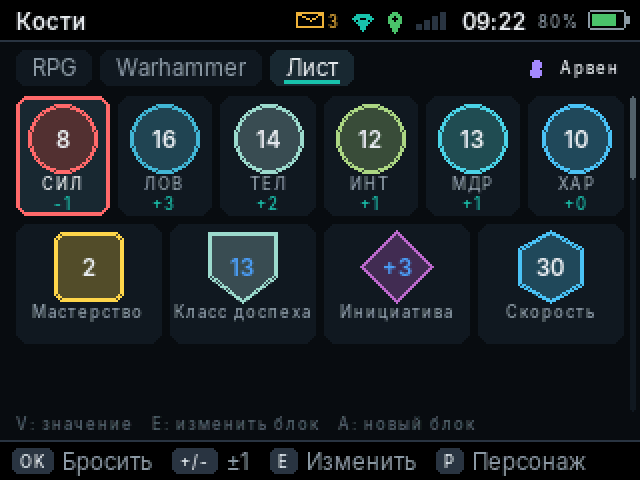 Кости 3 09:22 80%
RPG Warhammer Лист Арвен
8 16 14 12 13 10
СИЛ ЛОВ ТЕЛ ИНТ МДР ХАР
-1 +3 +2 +1 +1 +0
2 13 +3 30
Мастерство Класс доспеха Инициатива Скорость
V: значение E: изменить блок A: новый блок
OK Бросить +/- ±1 E Изменить P Персонаж